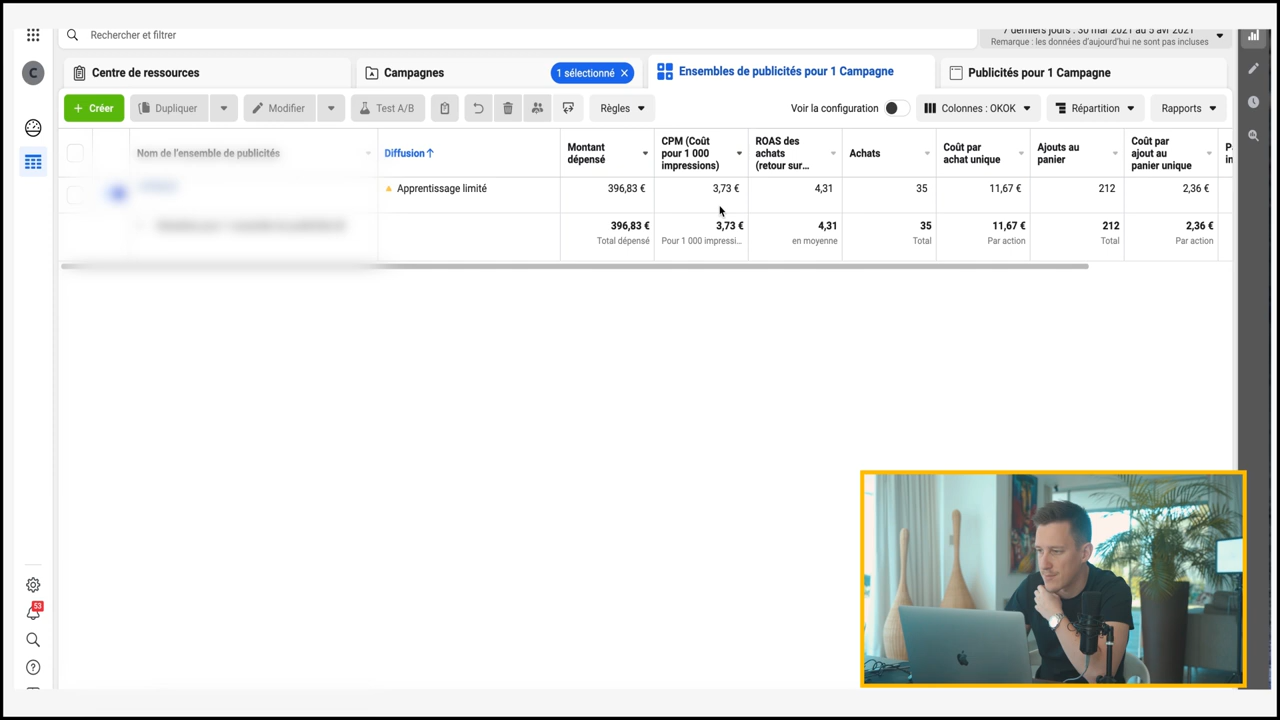 Rechercher et filtrer
7 derniers jours : 30 mar 2021 au 5 avr 2021
Remarque : les données d'aujourd'hui ne sont pas incluses
C
Centre de ressources
Campagnes
1 sélectionné ×
Ensembles de publicités pour 1 Campagne
Publicités pour 1 Campagne
+ Créer
Dupliquer
Modifier
Test A/B
Règles
Voir la configuration
Colonnes : OKOK
Répartition
Rapports
Nom de l'ensemble de publicités
Diffusion↑
Montant
dépensé
CPM (Coût
pour 1 000
impressions)
ROAS des
achats
(retour sur...
Achats
Coût par
achat unique
Ajouts au
panier
Coût par
ajout au
panier unique
Apprentissage limité
396,83 €
3,73 €
4,31
35
11,67 €
212
2,36 €
396,83 €
3,73 €
4,31
35
11,67 €
212
2,36 €
Total dépensé
Pour 1 000 impressi...
en moyenne
Total
Par action
Total
Par action
53